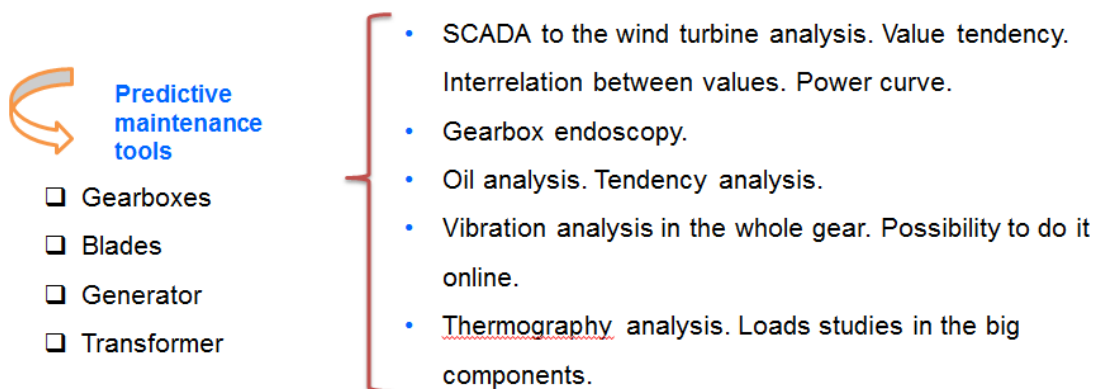 Predictive
maintenance
tools
❑ Gearboxes
❑ Blades
❑ Generator
❑ Transformer
• SCADA to the wind turbine analysis. Value tendency.
Interrelation between values. Power curve.
• Gearbox endoscopy.
• Oil analysis. Tendency analysis.
• Vibration analysis in the whole gear. Possibility to do it
online.
• Thermography analysis. Loads studies in the big
components.